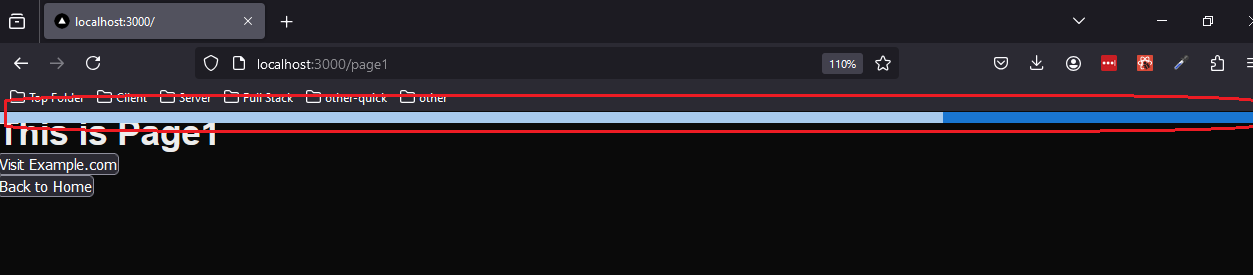 localhost:3000/
localhost:3000/page1
110%
Top Folder Client Server Full Stack other-quick other
This is Page1
Visit Example.com
Back to Home